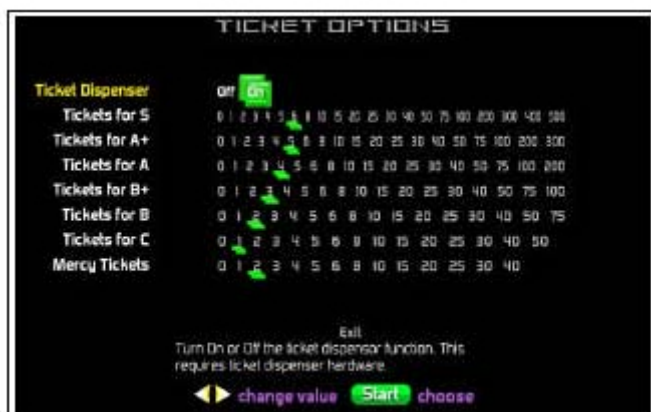 TICKET OPTIONS
Ticket Dispenser Off On
Tickets for S 0 1 2 3 4 5 6 8 10 15 20 25 30 40 50 75 100 200 300 400 500
Tickets for A+ 0 1 2 3 4 5 6 8 10 15 20 25 30 40 50 75 100 200 300
Tickets for A 0 1 2 3 4 5 6 8 10 15 20 25 30 40 50 75 100 200
Tickets for B+ 0 1 2 3 4 5 6 8 10 15 20 25 30 40 50 75 100
Tickets for B 0 1 2 3 4 5 6 8 10 15 20 25 30 40 50 75
Tickets for C 0 1 2 3 4 5 6 8 10 15 20 25 30 40 50
Mercy Tickets 0 1 2 3 4 5 6 8 10 15 20 25 30 40
Exit
Turn On or Off the ticket dispensor function. This
requires ticket dispenser hardware.
change value Start choose